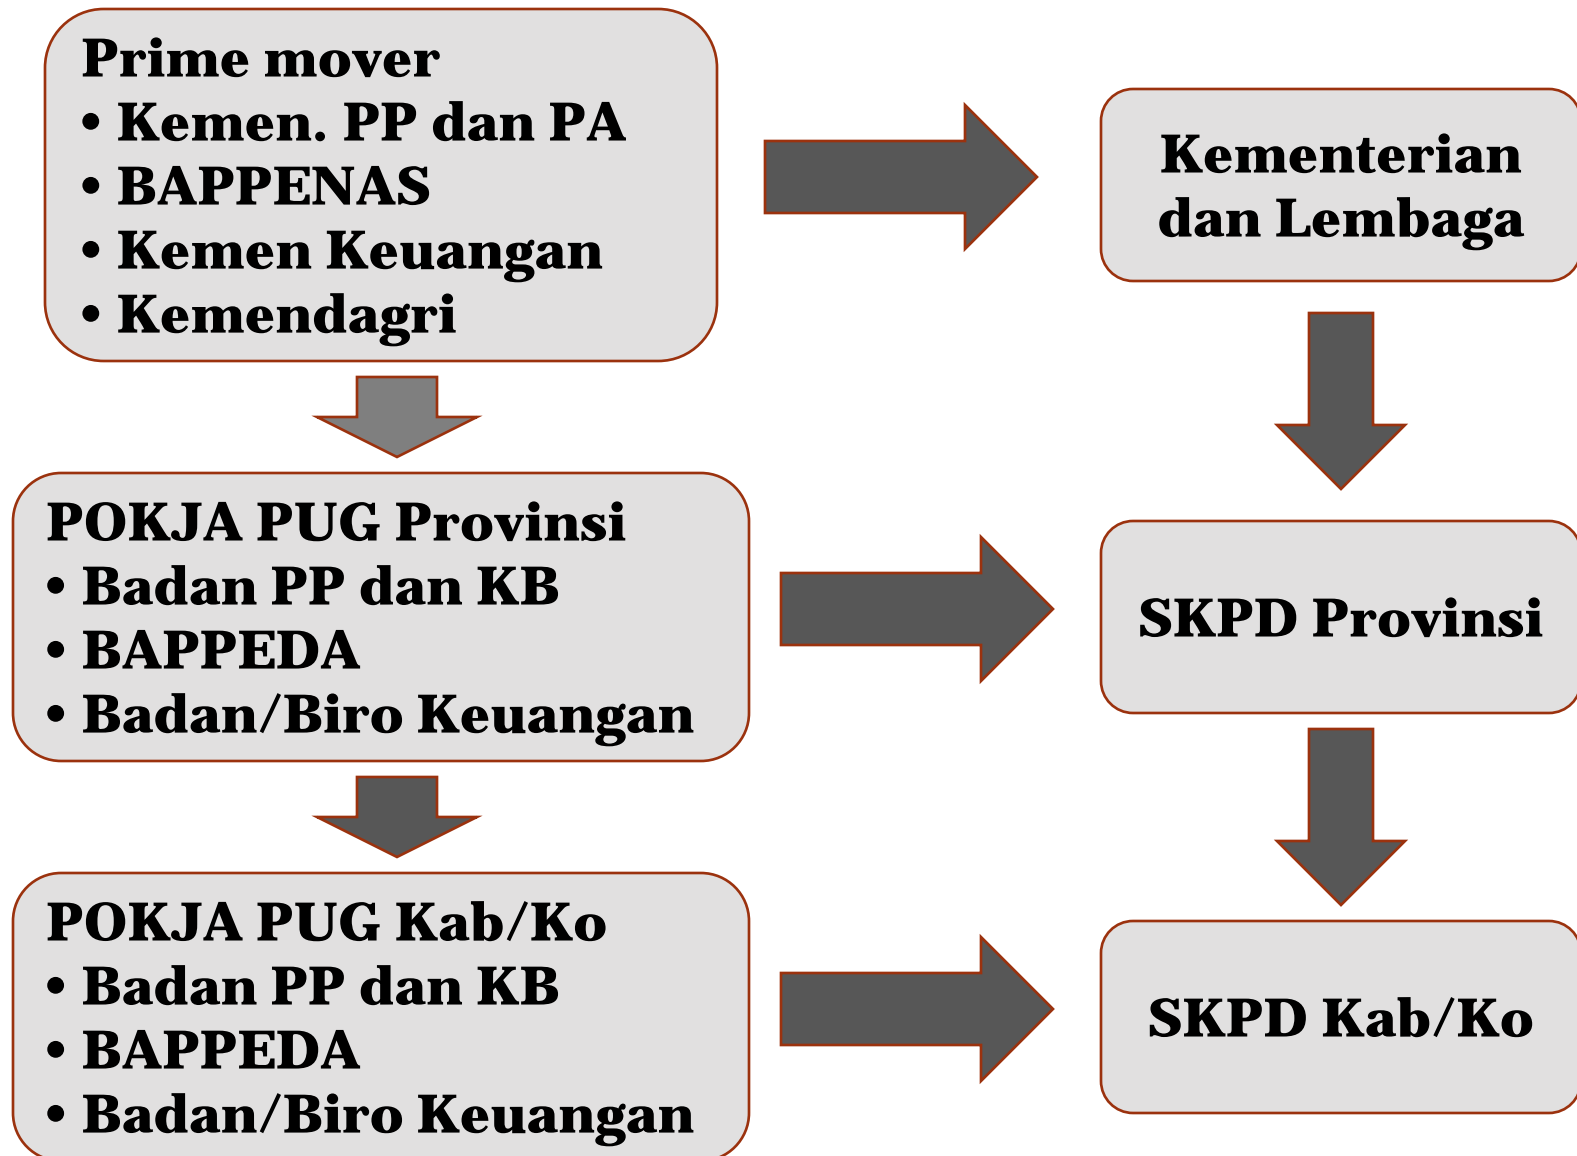 Prime mover
• Kemen. PP dan PA
• BAPPENAS
• Kemen Keuangan
• Kemendagri
Kementerian
dan Lembaga
POKJA PUG Provinsi
• Badan PP dan KB
• BAPPEDA
• Badan/Biro Keuangan
SKPD Provinsi
POKJA PUG Kab/Ko
• Badan PP dan KB
• BAPPEDA
• Badan/Biro Keuangan
SKPD Kab/Ko